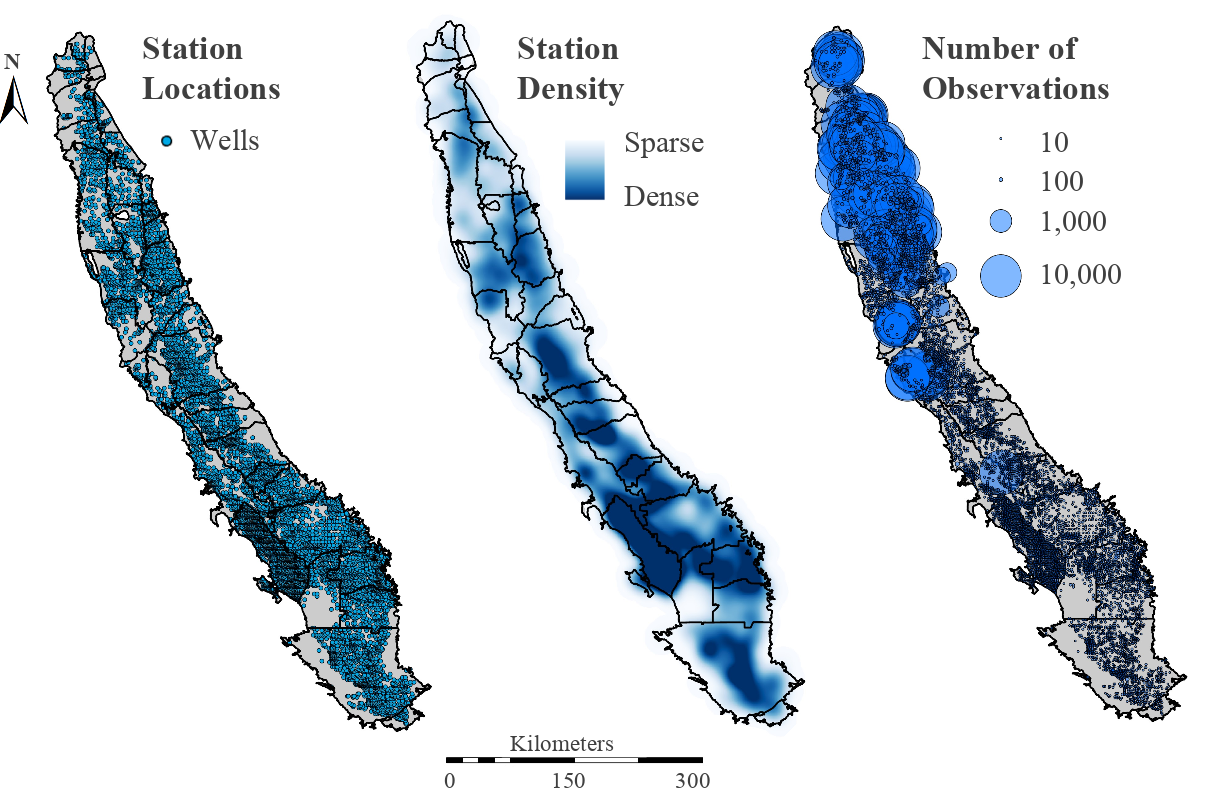 N
Station
Locations
Wells
Station
Density
Sparse
Dense
Number of
Observations
10
100
1,000
10,000
Kilometers
0 150 300